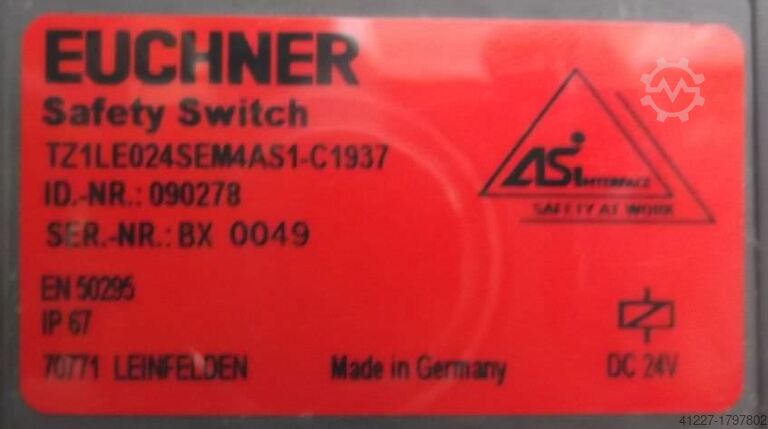 EUCHNER
Safety Switch
TZ1LE024SEM4AS1-C1937
ID.-NR.: 090278
SER.-NR.: BX 0049
ASi INTERFACE
SAFETY AT WORK
EN 50295
IP 67
70771 LEINFELDEN
Made in Germany
DC 24V
41227-1797802